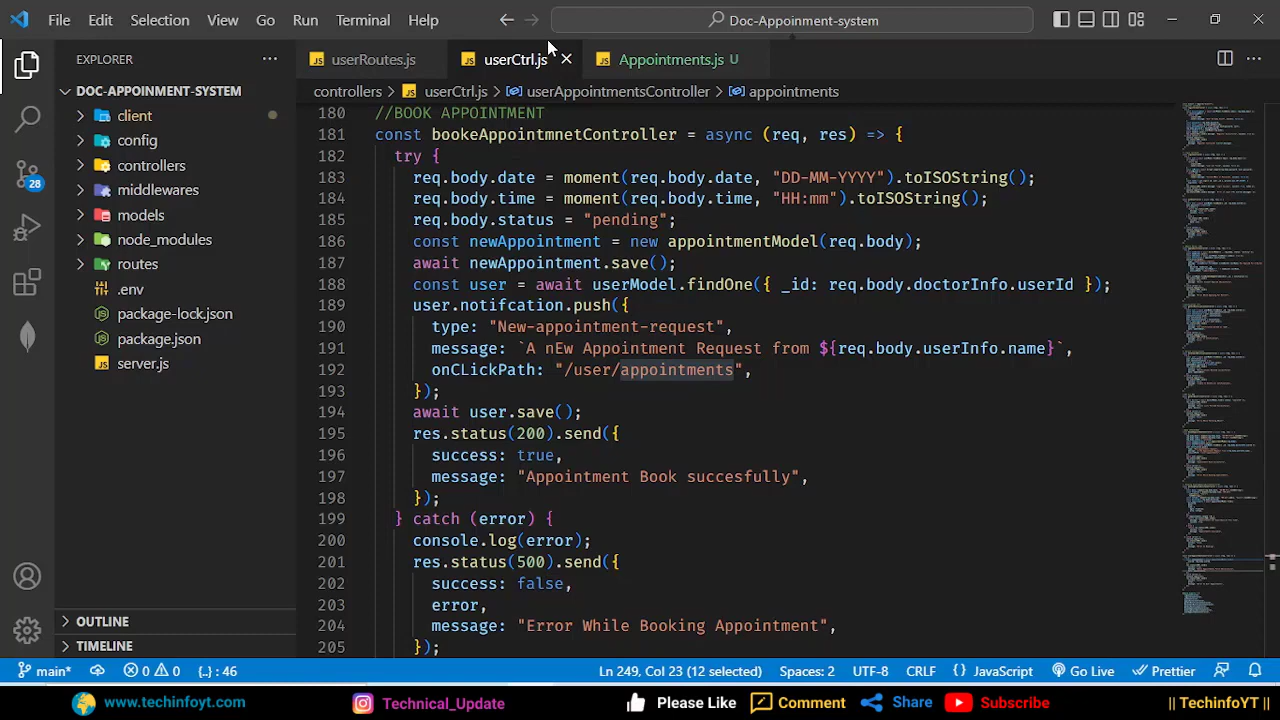 File Edit Selection View Go Run Terminal Help Doc-Appoinment-system
EXPLORER
DOC-APPOINMENT-SYSTEM
client
config
controllers
middlewares
models
node_modules
routes
.env
package-lock.json
package.json
server.js
OUTLINE
TIMELINE
28
userRoutes.js userCtrl.js Appointments.js U
controllers > userCtrl.js > userAppointmentsController > appointments
180 //BOOK APPOINTMENT
181 const bookeAppointmnetController = async (req, res) => {
182 try {
183 req.body.date = moment(req.body.date, "DD-MM-YYYY").toISOString();
184 req.body.time = moment(req.body.time, "HH:mm").toISOString();
185 req.body.status = "pending";
186 const newAppointment = new appointmentModel(req.body);
187 await newAppointment.save();
188 const user = await userModel.findOne({ _id: req.body.doctorInfo.userId });
189 user.notifcation.push({
190 type: "New-appointment-request",
191 message: `A nEw Appointment Request from ${req.body.userInfo.name}`,
192 onCLickPath: "/user/appointments",
193 });
194 await user.save();
195 res.status(200).send({
196 success: true,
197 message: "Appointment Book succesfully",
198 });
199 } catch (error) {
200 console.log(error);
201 res.status(500).send({
202 success: false,
203 error,
204 message: "Error While Booking Appointment",
205 });
main* 0 0 {..} : 46 Ln 249, Col 23 (12 selected) Spaces: 2 UTF-8 CRLF {} JavaScript Go Live Prettier
www.techinfoyt.com Technical_Update Please Like Comment Share Subscribe || TechinfoYT ||